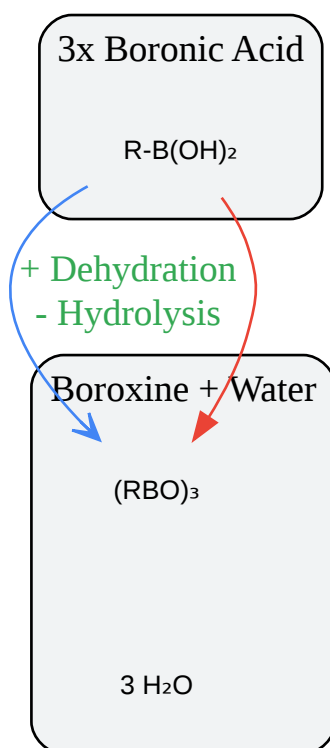 3x Boronic Acid
R-B(OH)₂
+ Dehydration
- Hydrolysis
Boroxine + Water
(RBO)₃
3 H₂O